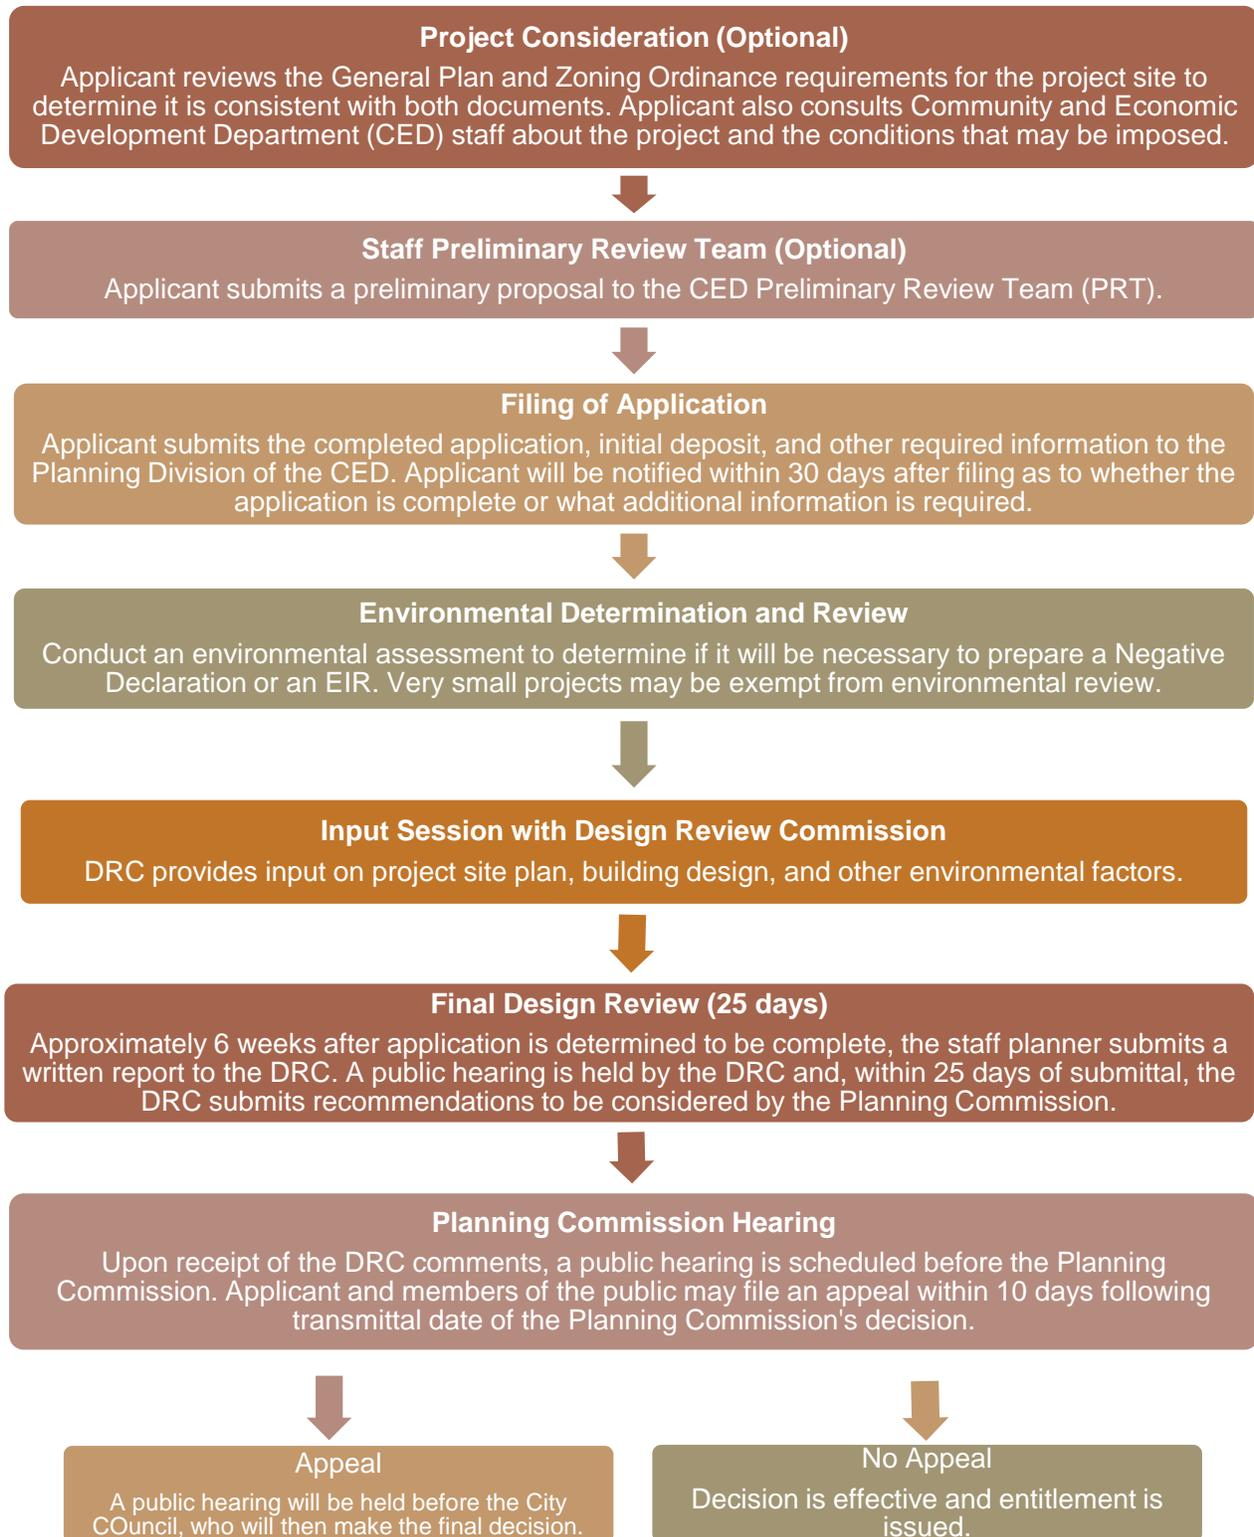 Project Consideration (Optional)
Applicant reviews the General Plan and Zoning Ordinance requirements for the project site to
determine it is consistent with both documents. Applicant also consults Community and Economic
Development Department (CED) staff about the project and the conditions that may be imposed.
Staff Preliminary Review Team (Optional)
Applicant submits a preliminary proposal to the CED Preliminary Review Team (PRT).
Filing of Application
Applicant submits the completed application, initial deposit, and other required information to the
Planning Division of the CED. Applicant will be notified within 30 days after filing as to whether the
application is complete or what additional information is required.
Environmental Determination and Review
Conduct an environmental assessment to determine if it will be necessary to prepare a Negative
Declaration or an EIR. Very small projects may be exempt from environmental review.
Input Session with Design Review Commission
DRC provides input on project site plan, building design, and other environmental factors.
Final Design Review (25 days)
Approximately 6 weeks after application is determined to be complete, the staff planner submits a
written report to the DRC. A public hearing is held by the DRC and, within 25 days of submittal, the
DRC submits recommendations to be considered by the Planning Commission.
Planning Commission Hearing
Upon receipt of the DRC comments, a public hearing is scheduled before the Planning
Commission. Applicant and members of the public may file an appeal within 10 days following
transmittal date of the Planning Commission's decision.
Appeal
A public hearing will be held before the City
COuncil, who will then make the final decision.
No Appeal
Decision is effective and entitlement is
issued.